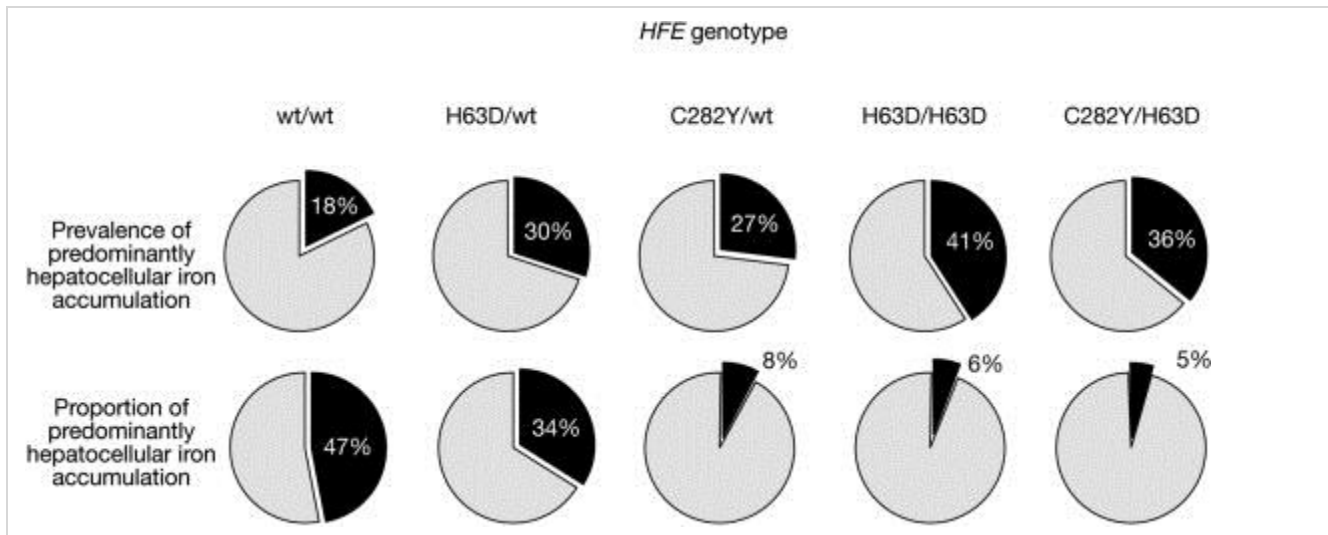 HFE genotype
wt/wt H63D/wt C282Y/wt H63D/H63D C282Y/H63D
Prevalence of
predominantly
hepatocellular iron
accumulation
18% 30% 27% 41% 36%
Proportion of
predominantly
hepatocellular iron
accumulation
47% 34% 8% 6% 5%